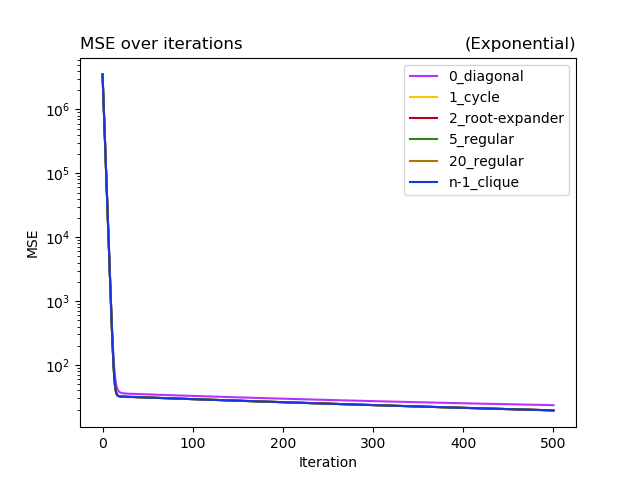 MSE over iterations (Exponential)
0_diagonal
1_cycle
2_root-expander
5_regular
20_regular
n-1_clique
MSE
10^6
10^5
10^4
10^3
10^2
0 100 200 300 400 500
Iteration